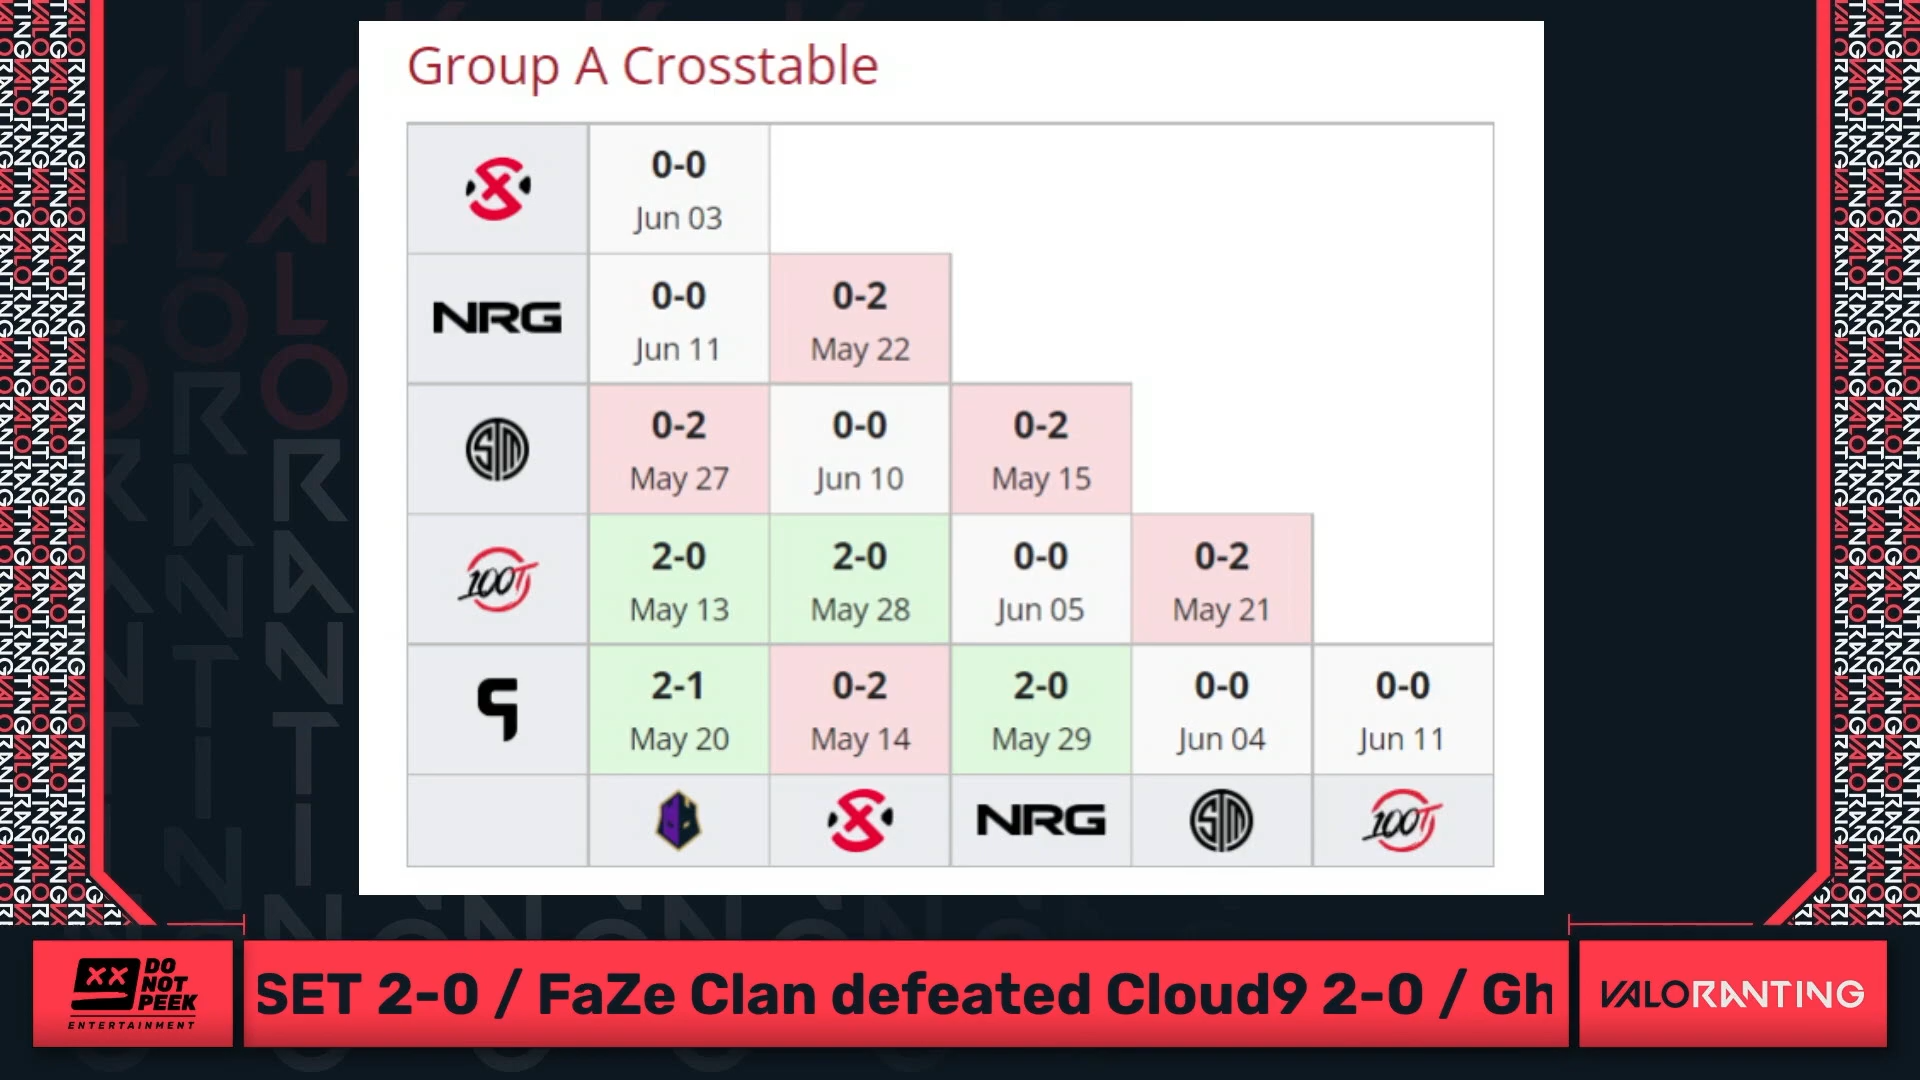 Group A Crosstable
0-0
Jun 03
NRG
0-0
Jun 11
0-2
May 22
TSM
0-2
May 27
0-0
Jun 10
0-2
May 15
100T
2-0
May 13
2-0
May 28
0-0
Jun 05
0-2
May 21
2-1
May 20
0-2
May 14
2-0
May 29
0-0
Jun 04
0-0
Jun 11
NRG
TSM
100T
DO
NOT
PEEK
ENTERTAINMENT
SET 2-0 / FaZe Clan defeated Cloud9 2-0 / Gh
VALORANTING